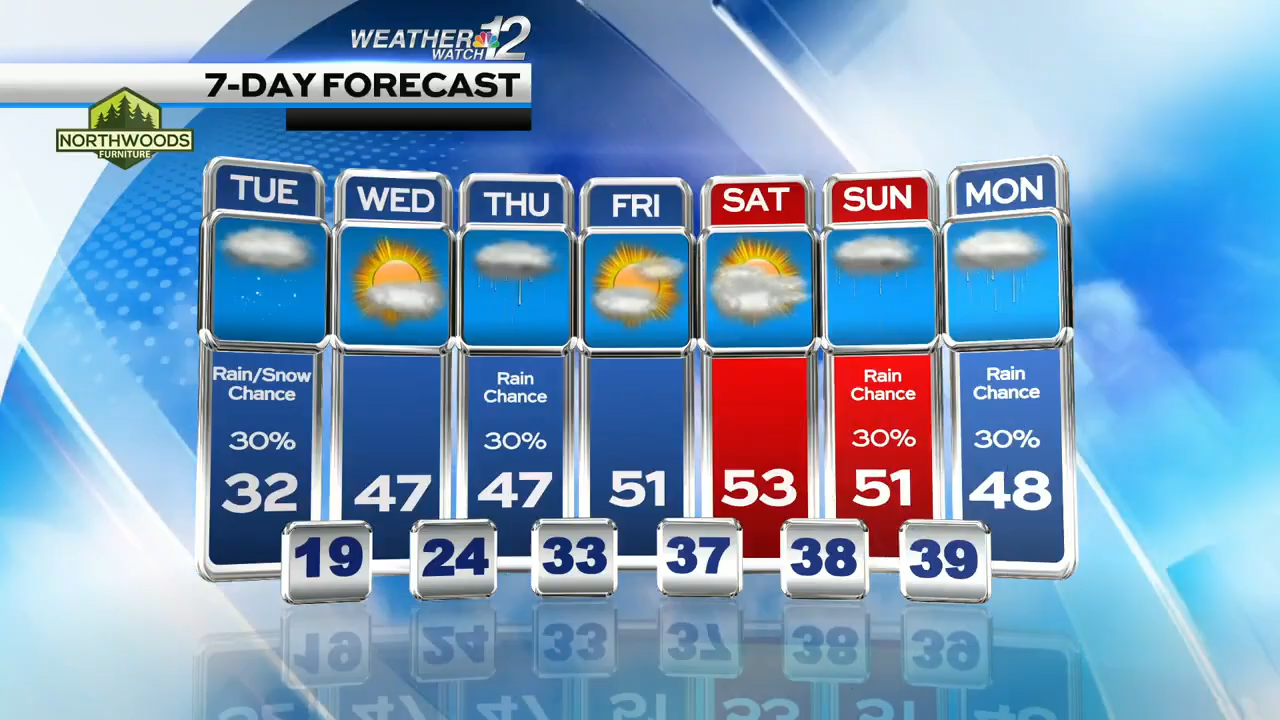 WEATHER 12
WATCH
7-DAY FORECAST
NORTHWOODS
FURNITURE
TUE
WED
THU
FRI
SAT
SUN
MON
Rain/Snow
Chance
30%
32
47
Rain
Chance
30%
47
51
53
Rain
Chance
30%
51
Rain
Chance
30%
48
19
24
33
37
38
39